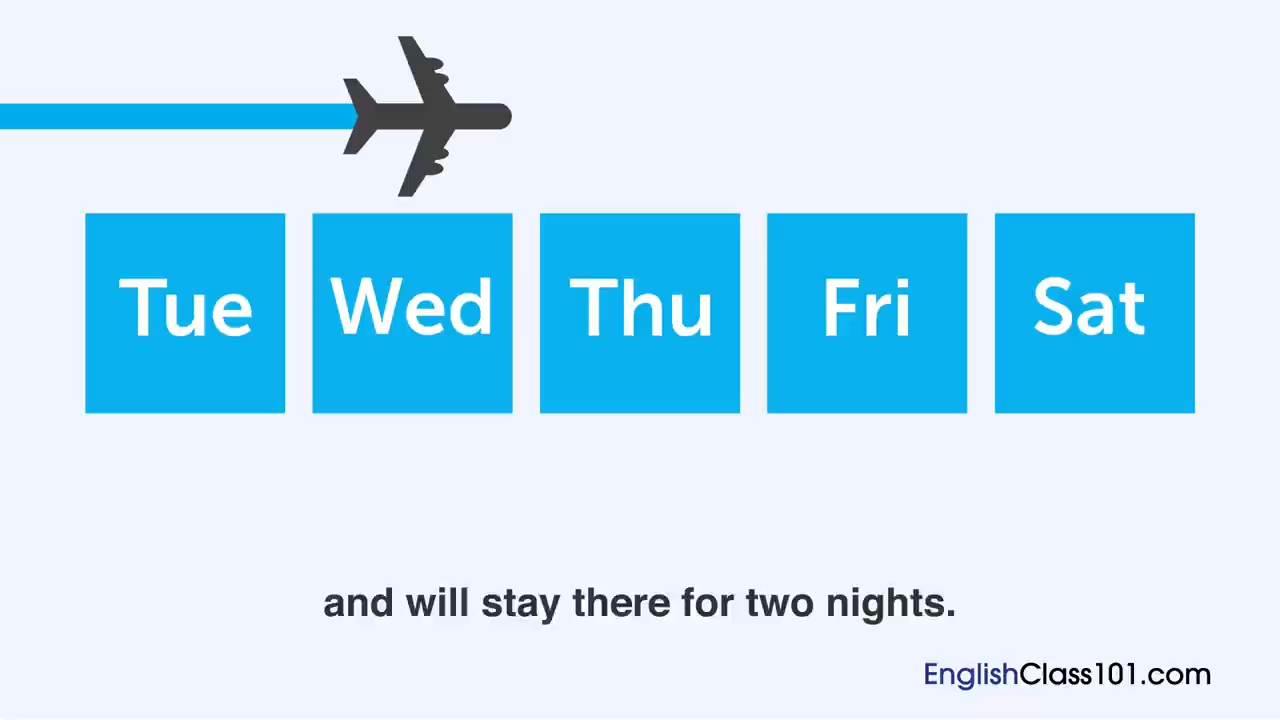 Tue Wed Thu Fri Sat
and will stay there for two nights.
EnglishClass101.com